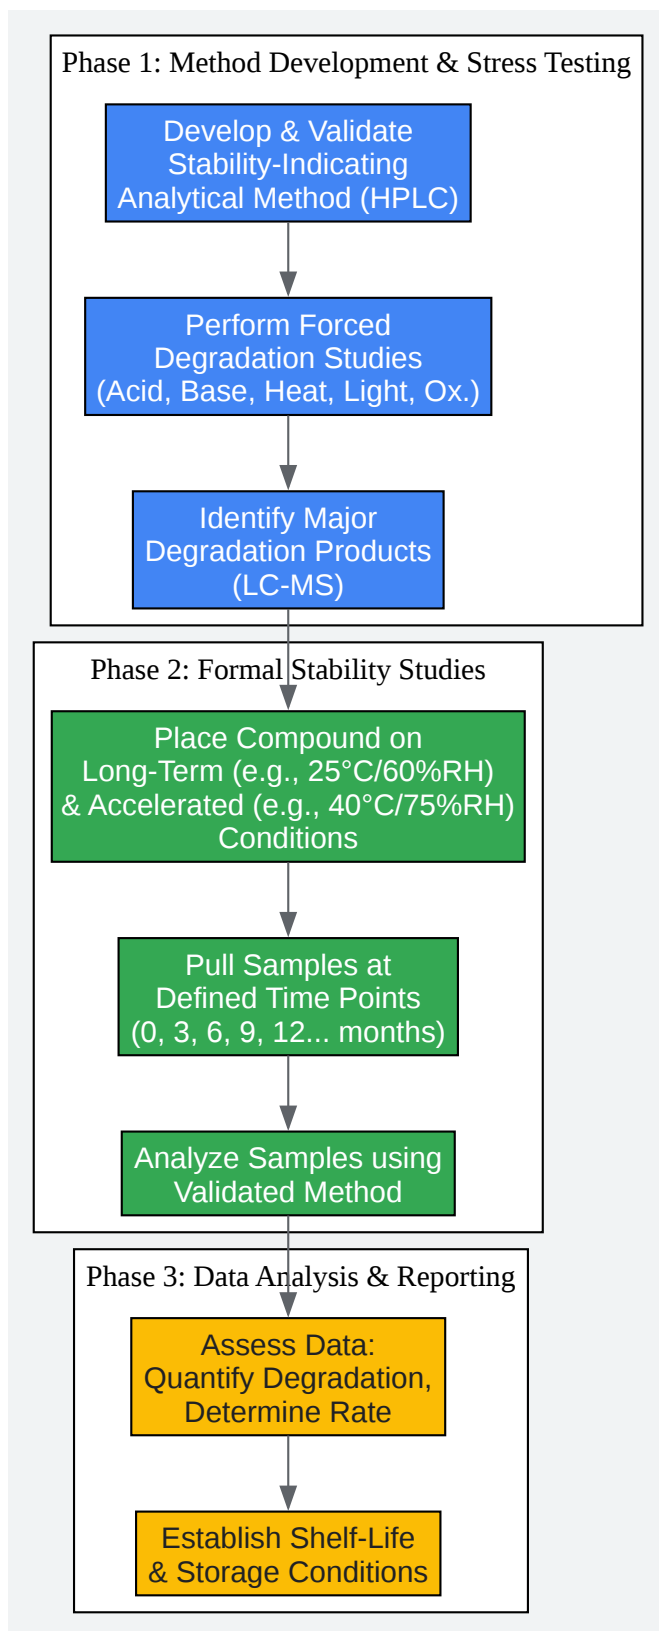 Phase 1: Method Development & Stress Testing
Develop & Validate
Stability-Indicating
Analytical Method (HPLC)
Perform Forced
Degradation Studies
(Acid, Base, Heat, Light, Ox.)
Identify Major
Degradation Products
(LC-MS)
Phase 2: Formal Stability Studies
Place Compound on
Long-Term (e.g., 25°C/60%RH)
& Accelerated (e.g., 40°C/75%RH)
Conditions
Pull Samples at
Defined Time Points
(0, 3, 6, 9, 12... months)
Analyze Samples using
Validated Method
Phase 3: Data Analysis & Reporting
Assess Data:
Quantify Degradation,
Determine Rate
Establish Shelf-Life
& Storage Conditions